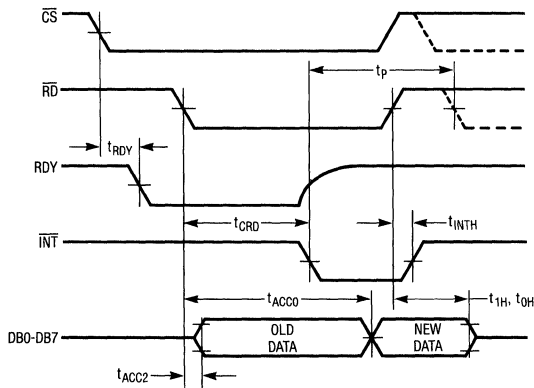 CS
tP
RD
tRDY
RDY
tCRD
tINTH
INT
tACC0
t1H, t0H
DB0-DB7
OLD DATA
NEW DATA
tACC2